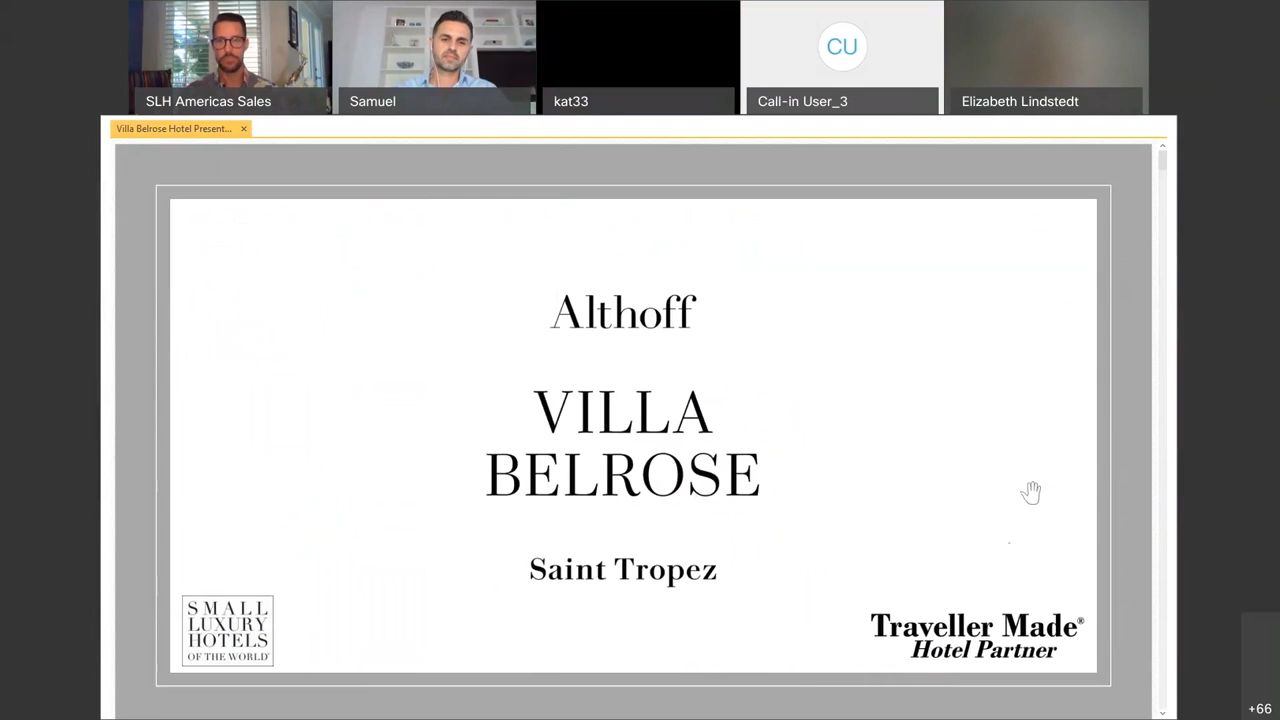 CU
SLH Americas Sales
Samuel
kat33
Call-in User_3
Elizabeth Lindstedt
Villa Belrose Hotel Present...
Althoff
VILLA
BELROSE
Saint Tropez
SMALL
LUXURY
HOTELS
OF THE WORLD
Traveller Made®
Hotel Partner
+66